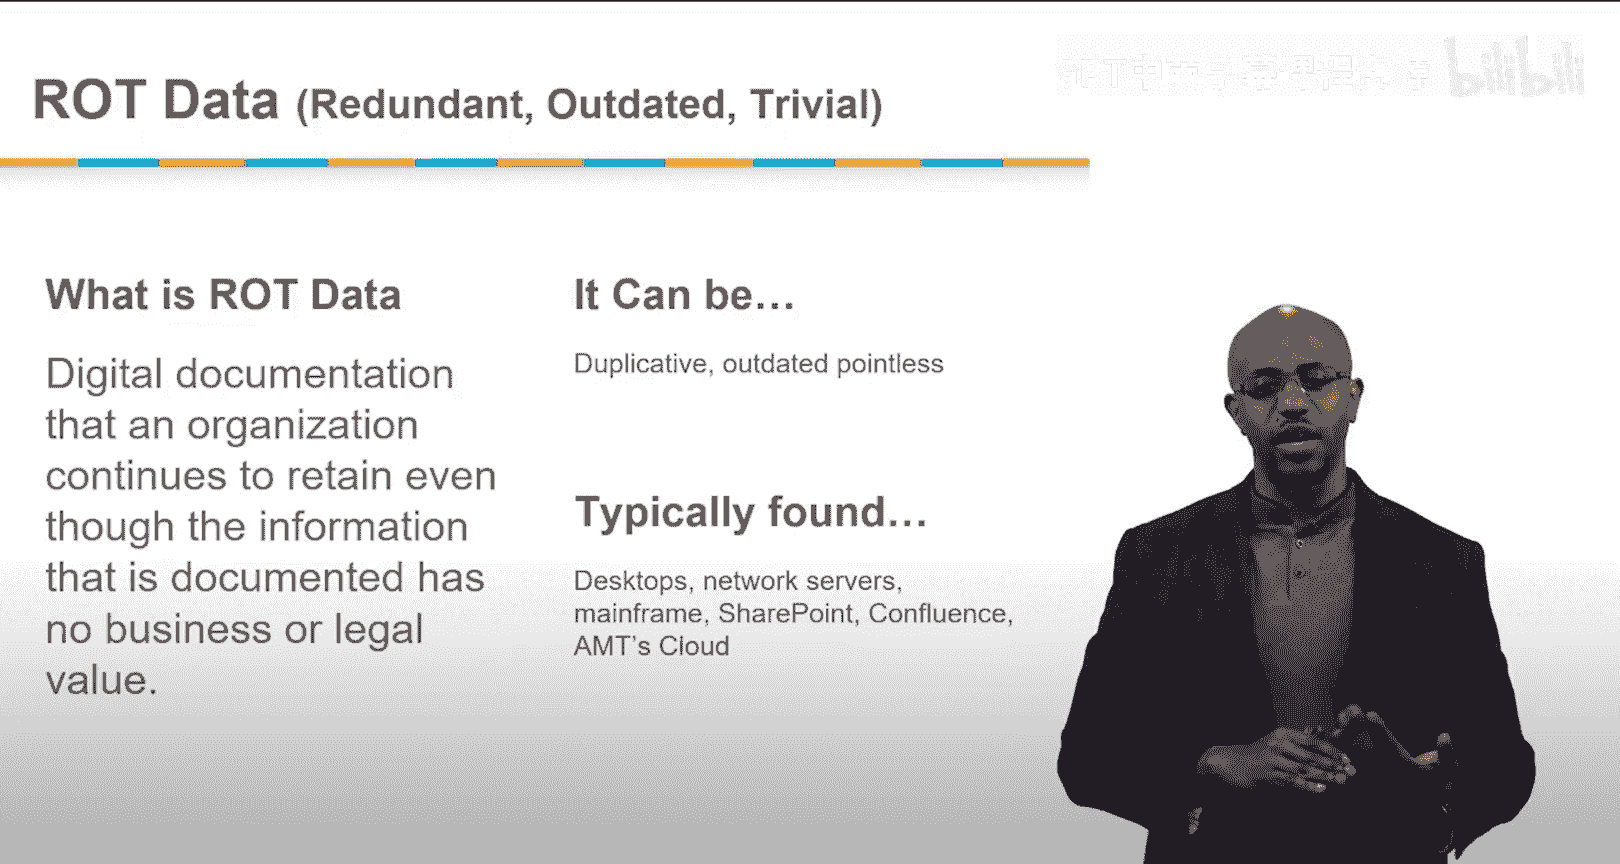 ROT Data (Redundant, Outdated, Trivial)
What is ROT Data
Digital documentation
that an organization
continues to retain even
though the information
that is documented has
no business or legal
value.
It Can be…
Duplicative, outdated pointless
Typically found…
Desktops, network servers,
mainframe, SharePoint, Confluence,
AMT’s Cloud
bilibili